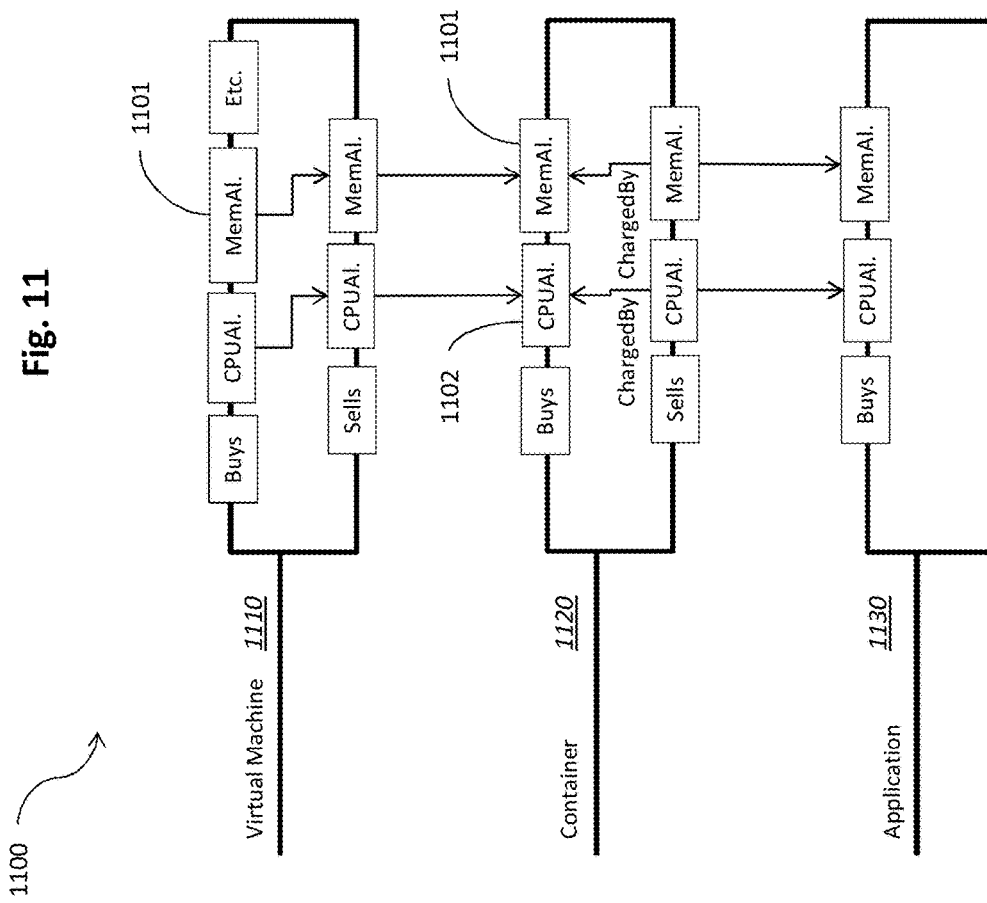 1100
Fig. 11
1101
Buys CPUAl. MemAl. Etc.
Virtual Machine 1110
Sells CPUAl. MemAl.
1102 1101
Buys CPUAl. MemAl.
Container 1120
ChargedBy ChargedBy
Sells CPUAl. MemAl.
Buys CPUAl. MemAl.
Application 1130